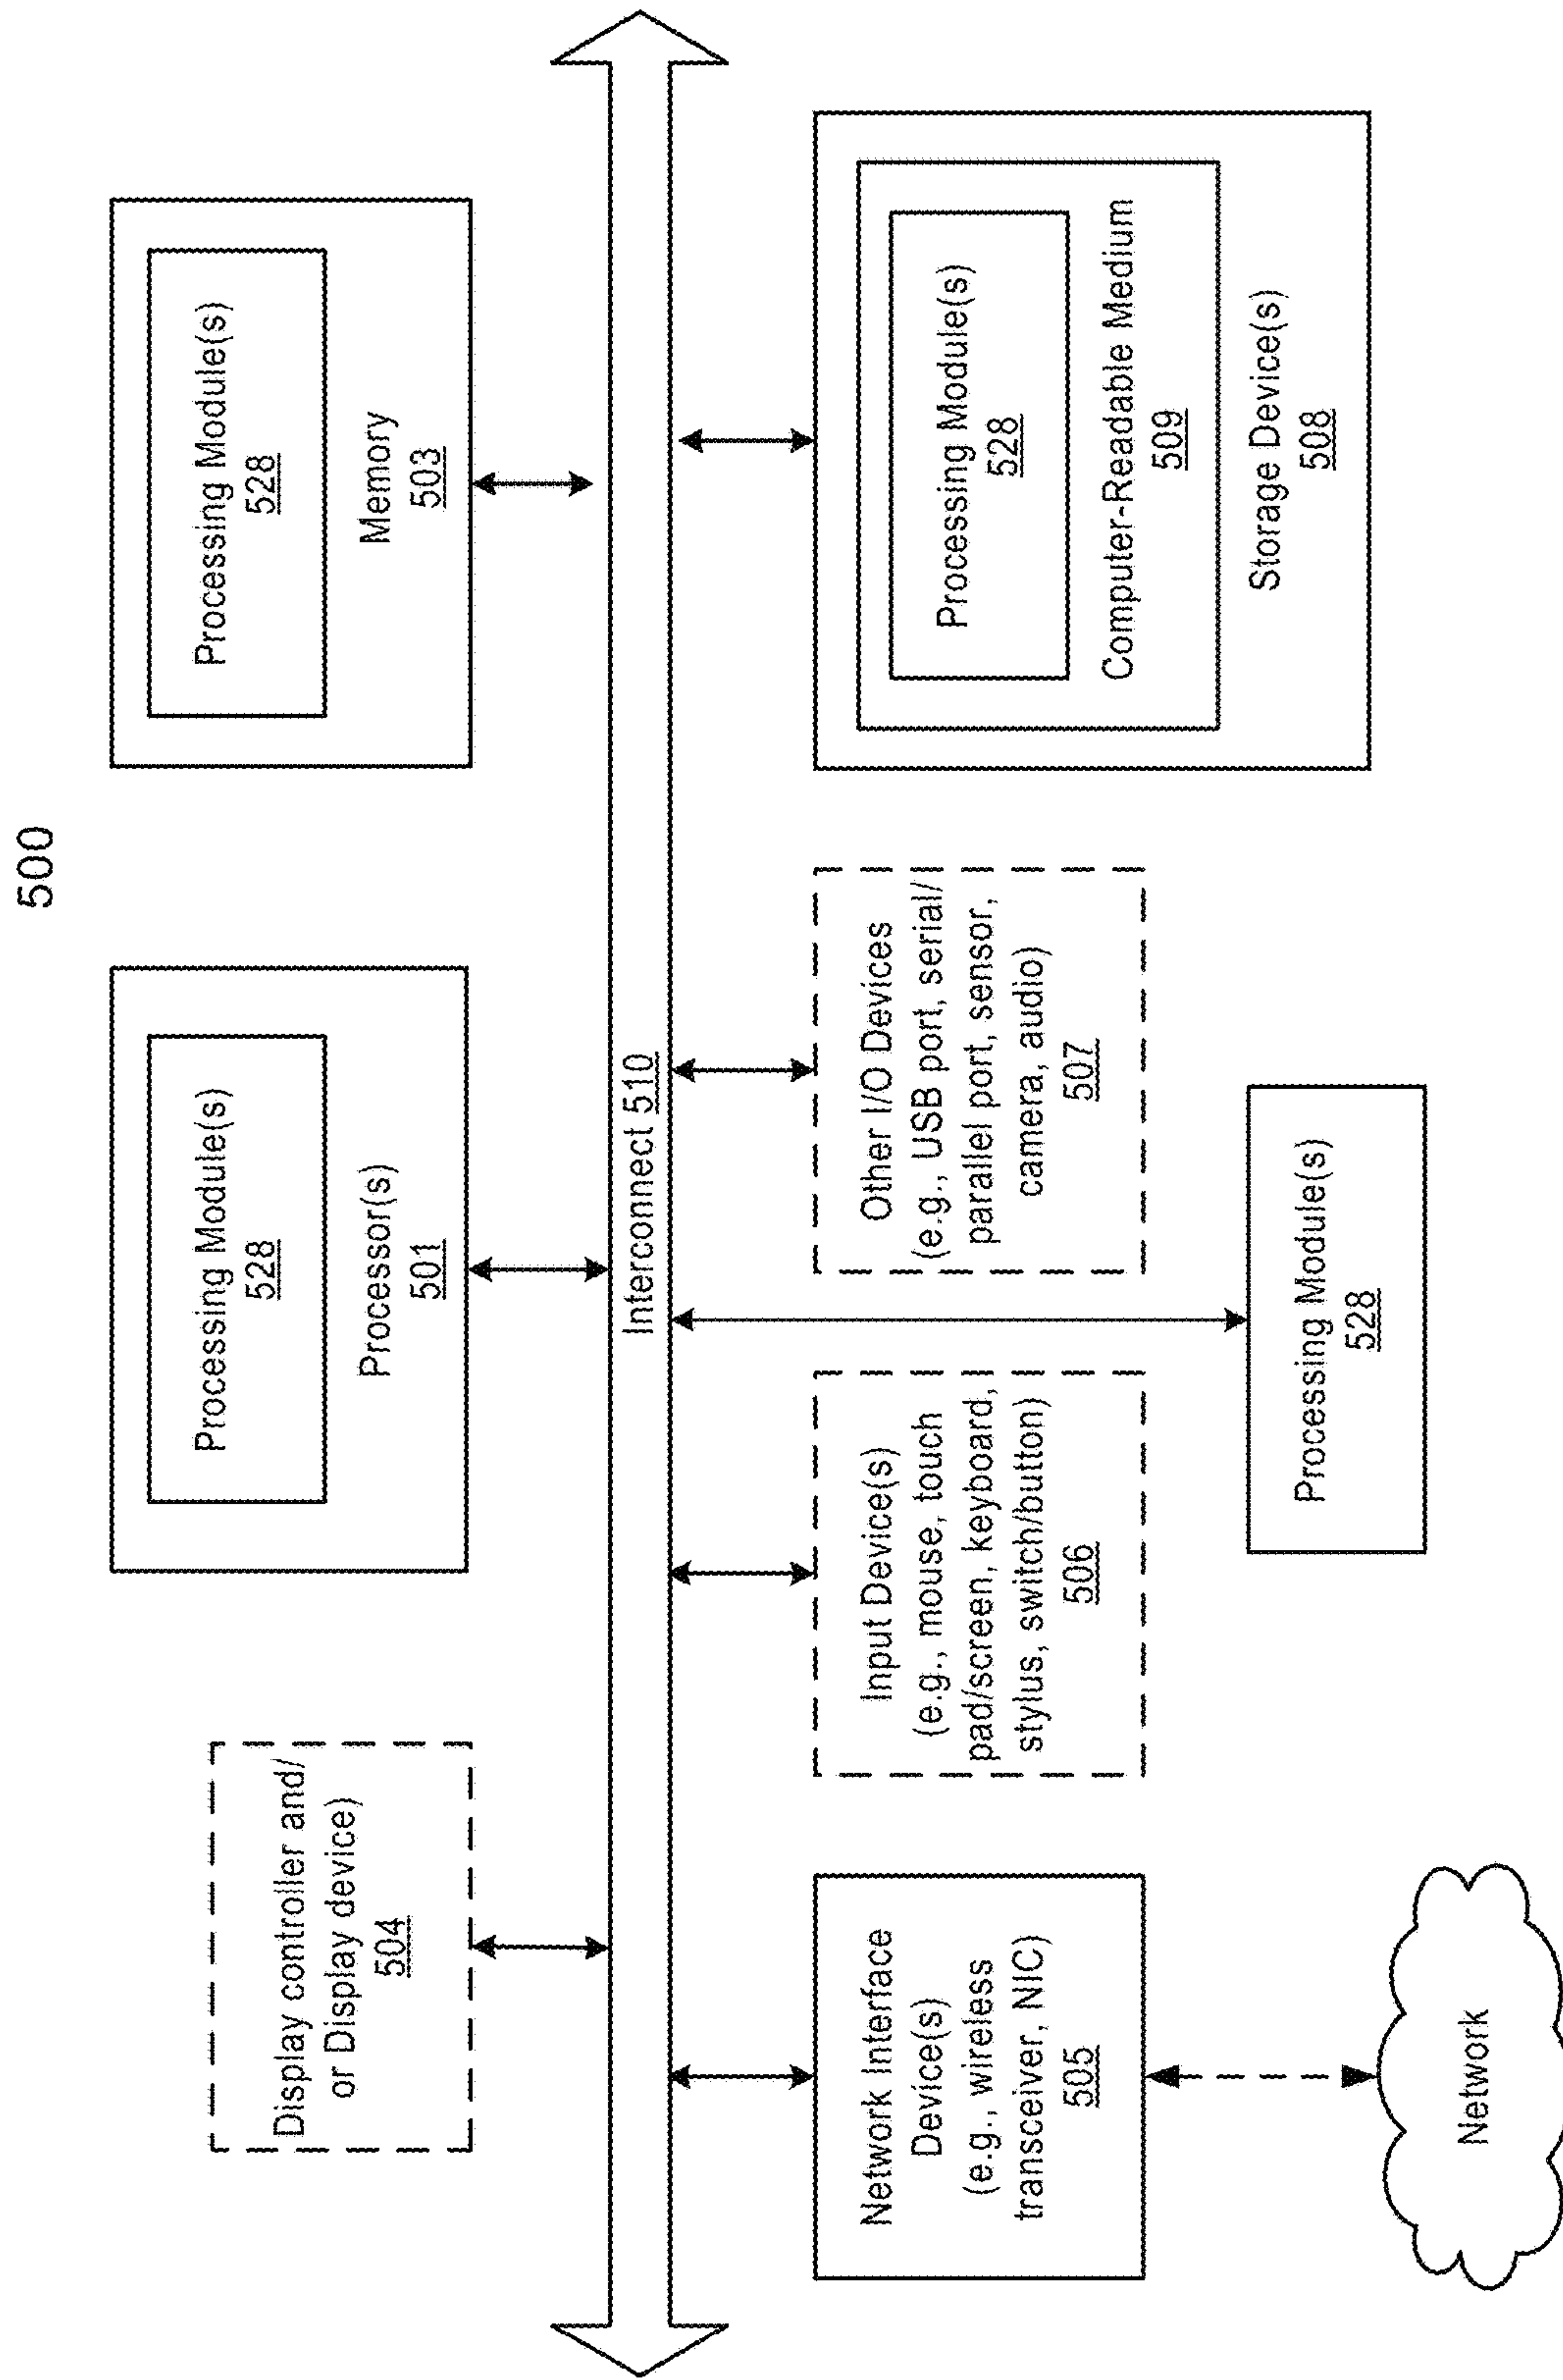 500
Display controller and/
or Display device)
504
Processing Module(s)
528
Processor(s)
501
Processing Module(s)
528
Memory
503
Interconnect 510
Network Interface
Device(s)
(e.g., wireless
transceiver, NIC)
505
Input Device(s)
(e.g., mouse, touch
pad/screen, keyboard,
stylus, switch/button)
506
Other I/O Devices
(e.g., USB port, serial/
parallel port, sensor,
camera, audio)
507
Processing Module(s)
528
Computer-Readable Medium
509
Storage Device(s)
508
Processing Module(s)
528
Network